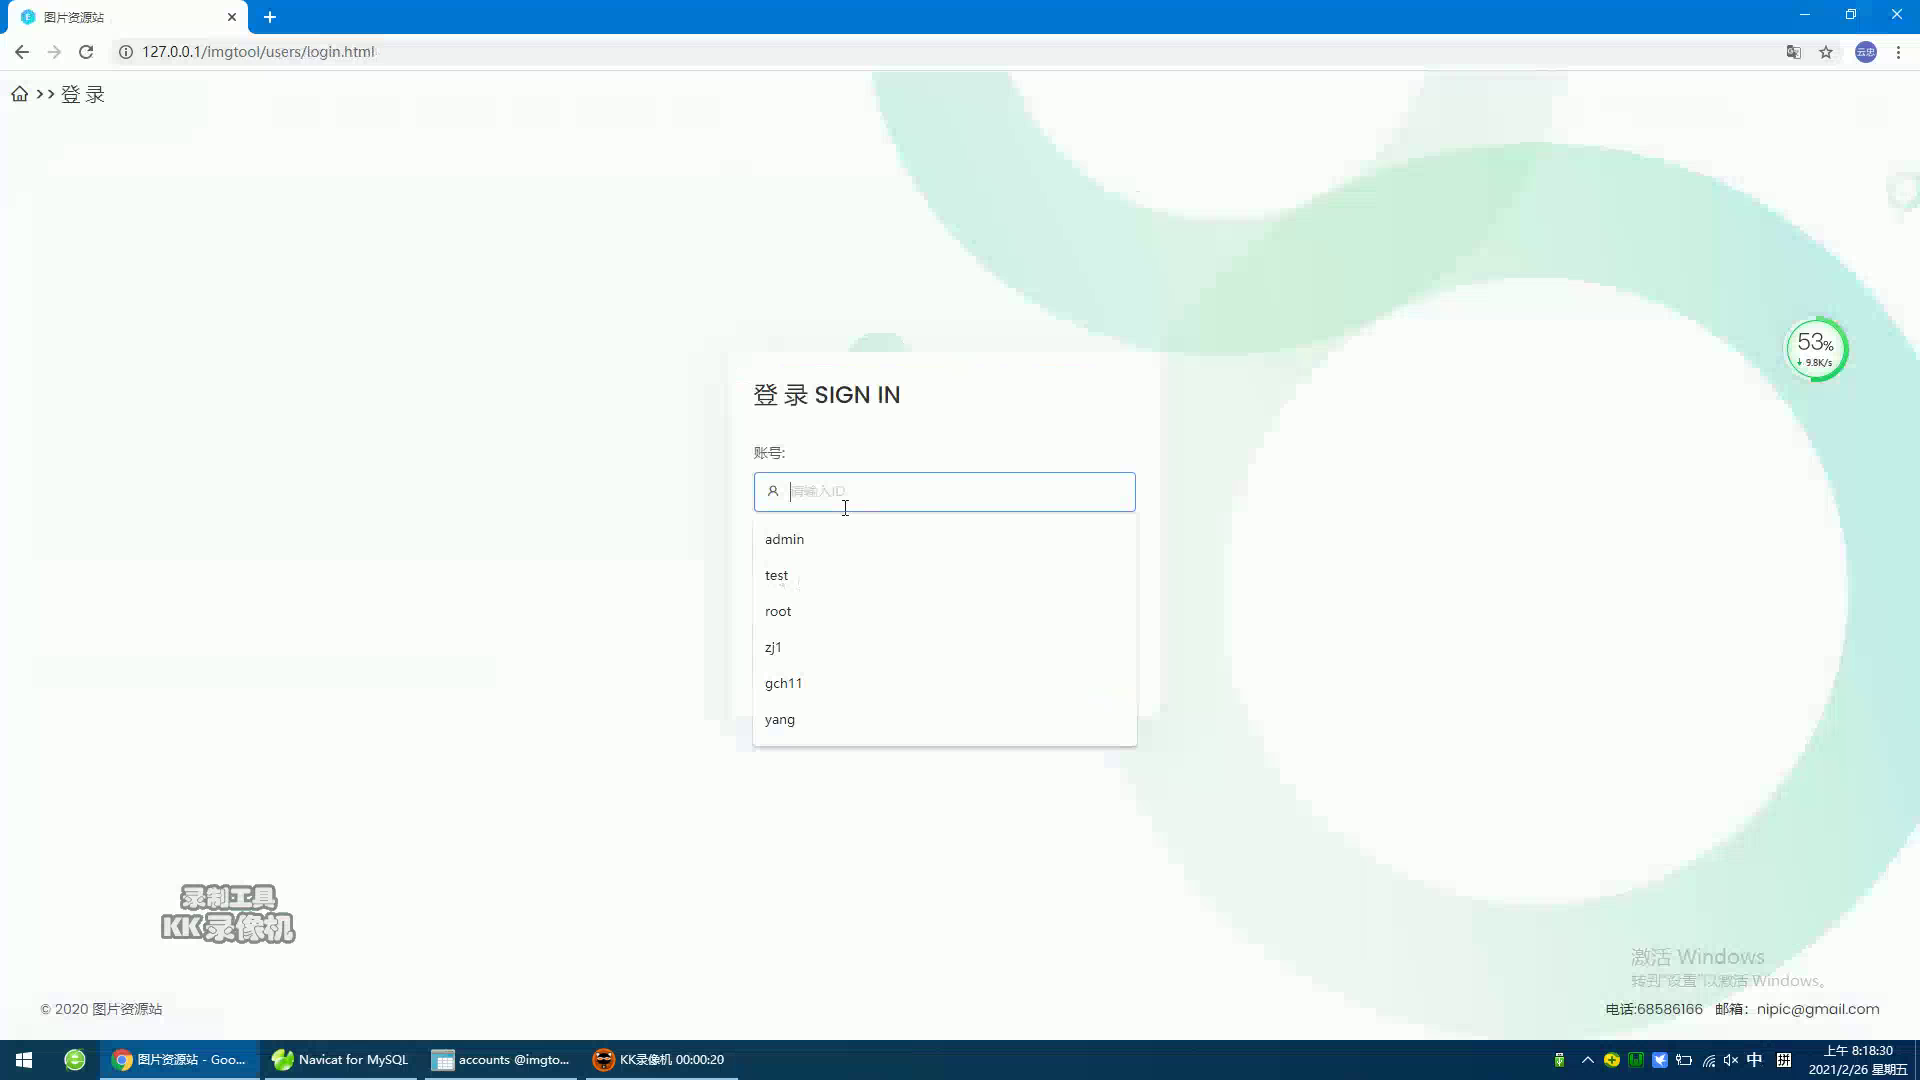 图片资源站
127.0.0.1/imgtool/users/login.html
云忠
>> 登 录
53%
9.8K/s
登 录 SIGN IN
账号:
请输入ID
admin
test
root
zj1
gch11
yang
录制工具
KK录像机
激活 Windows
转到"设置"以激活 Windows。
© 2020 图片资源站
电话:68586166 邮箱：nipic@gmail.com
图片资源站 - Goo...
Navicat for MySQL
accounts @imgto...
KK录像机 00:00:20
中
拼
上午 8:18:30
2021/2/26 星期五